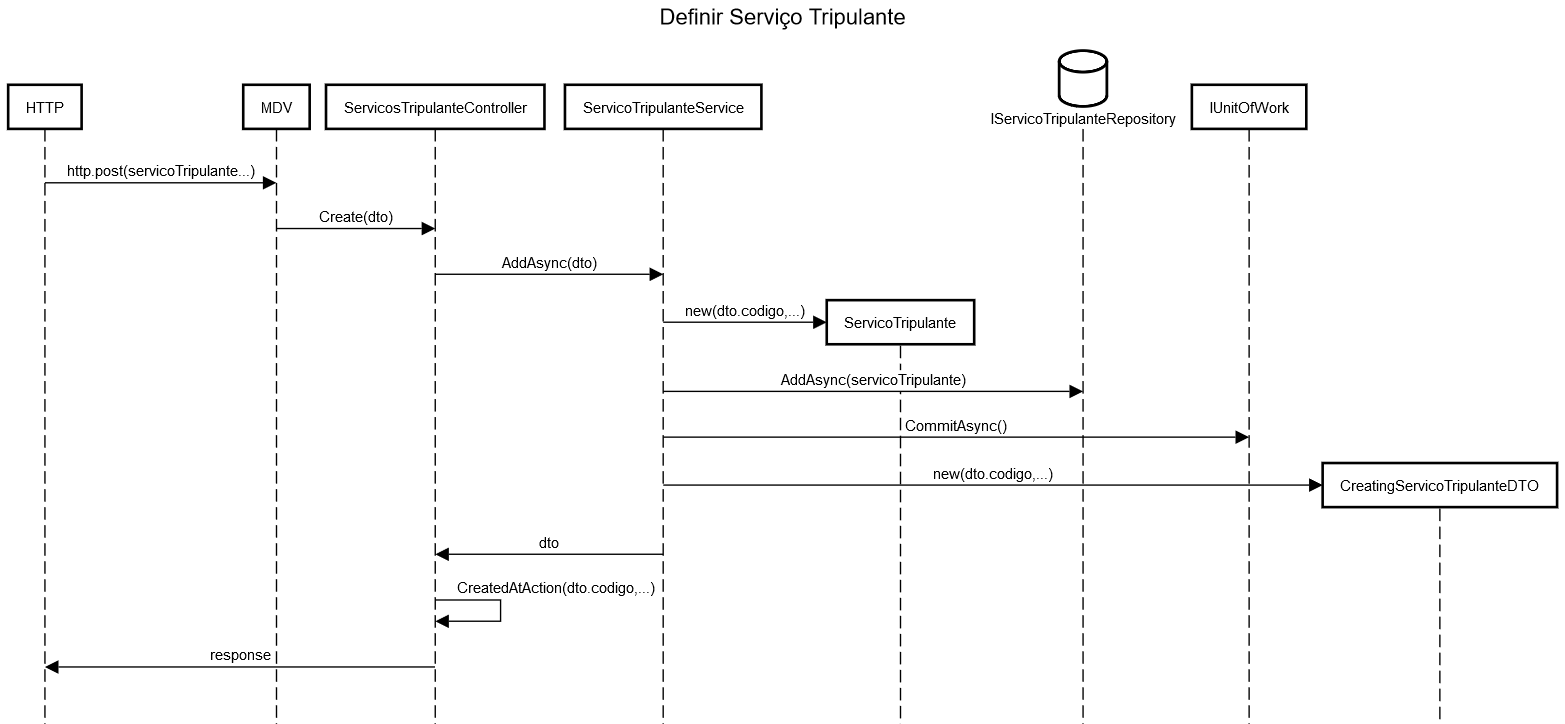 Definir Serviço Tripulante
HTTP
MDV
ServicosTripulanteController
ServicoTripulanteService
IServicoTripulanteRepository
IUnitOfWork
http.post(servicoTripulante...)
Create(dto)
AddAsync(dto)
new(dto.codigo,...)
ServicoTripulante
AddAsync(servicoTripulante)
CommitAsync()
new(dto.codigo,...)
CreatingServicoTripulanteDTO
dto
CreatedAtAction(dto.codigo,...)
response